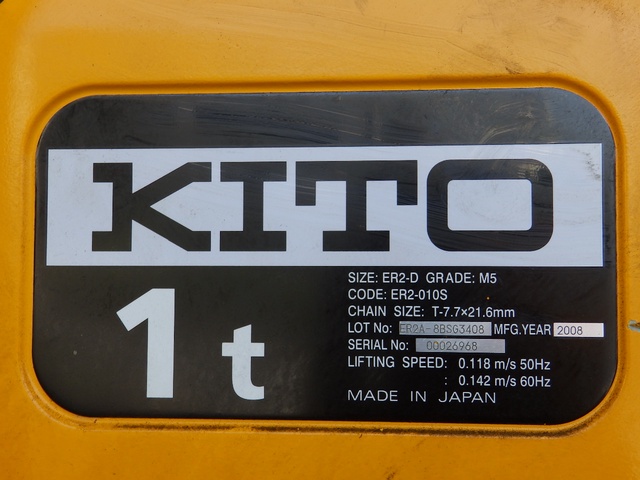 KITO
1t
SIZE: ER2-D GRADE: M5
CODE: ER2-010S
CHAIN SIZE: T-7.7×21.6mm
LOT No: ER2A-8BSG3408 MFG.YEAR 2008
SERIAL No: 00026968
LIFTING SPEED: 0.118 m/s 50Hz
: 0.142 m/s 60Hz
MADE IN JAPAN